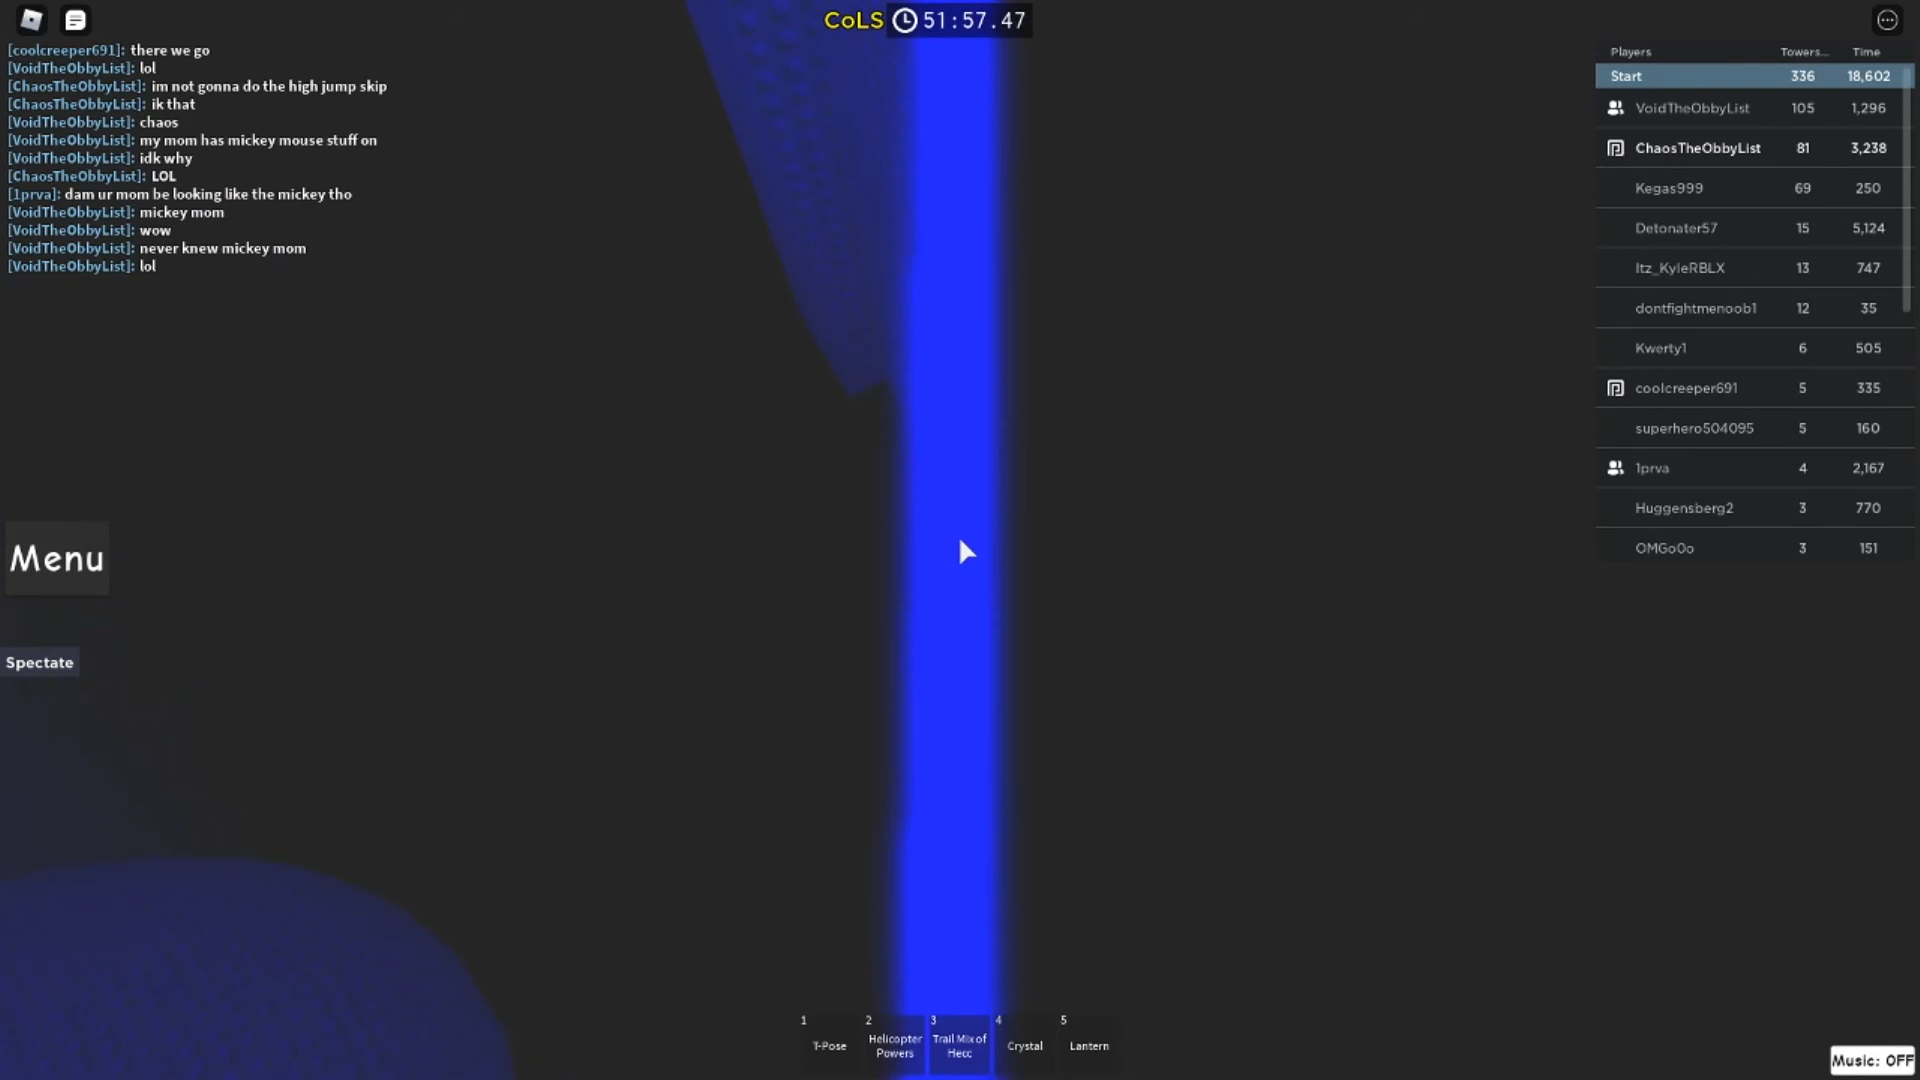 CoLS 51:57.47
[coolcreeper691]: there we go
[VoidTheObbyList]: lol
[ChaosTheObbyList]: im not gonna do the high jump skip
[ChaosTheObbyList]: ik that
[VoidTheObbyList]: chaos
[VoidTheObbyList]: my mom has mickey mouse stuff on
[VoidTheObbyList]: idk why
[ChaosTheObbyList]: LOL
[1prva]: dam ur mom be looking like the mickey tho
[VoidTheObbyList]: mickey mom
[VoidTheObbyList]: wow
[VoidTheObbyList]: never knew mickey mom
[VoidTheObbyList]: lol
Players Towers... Time
Start 336 18,602
VoidTheObbyList 105 1,296
ChaosTheObbyList 81 3,238
Kegas999 69 250
Detonater57 15 5,124
Itz_KyleRBLX 13 747
dontfightmenoob1 12 35
Kwerty1 6 505
coolcreeper691 5 335
superhero504095 5 160
1prva 4 2,167
Huggensberg2 3 770
OMGo0o 3 151
Menu
Spectate
1 2 3 4 5
T-Pose
Helicopter
Powers
Trail Mix of
Hecc
Crystal
Lantern
Music: OFF